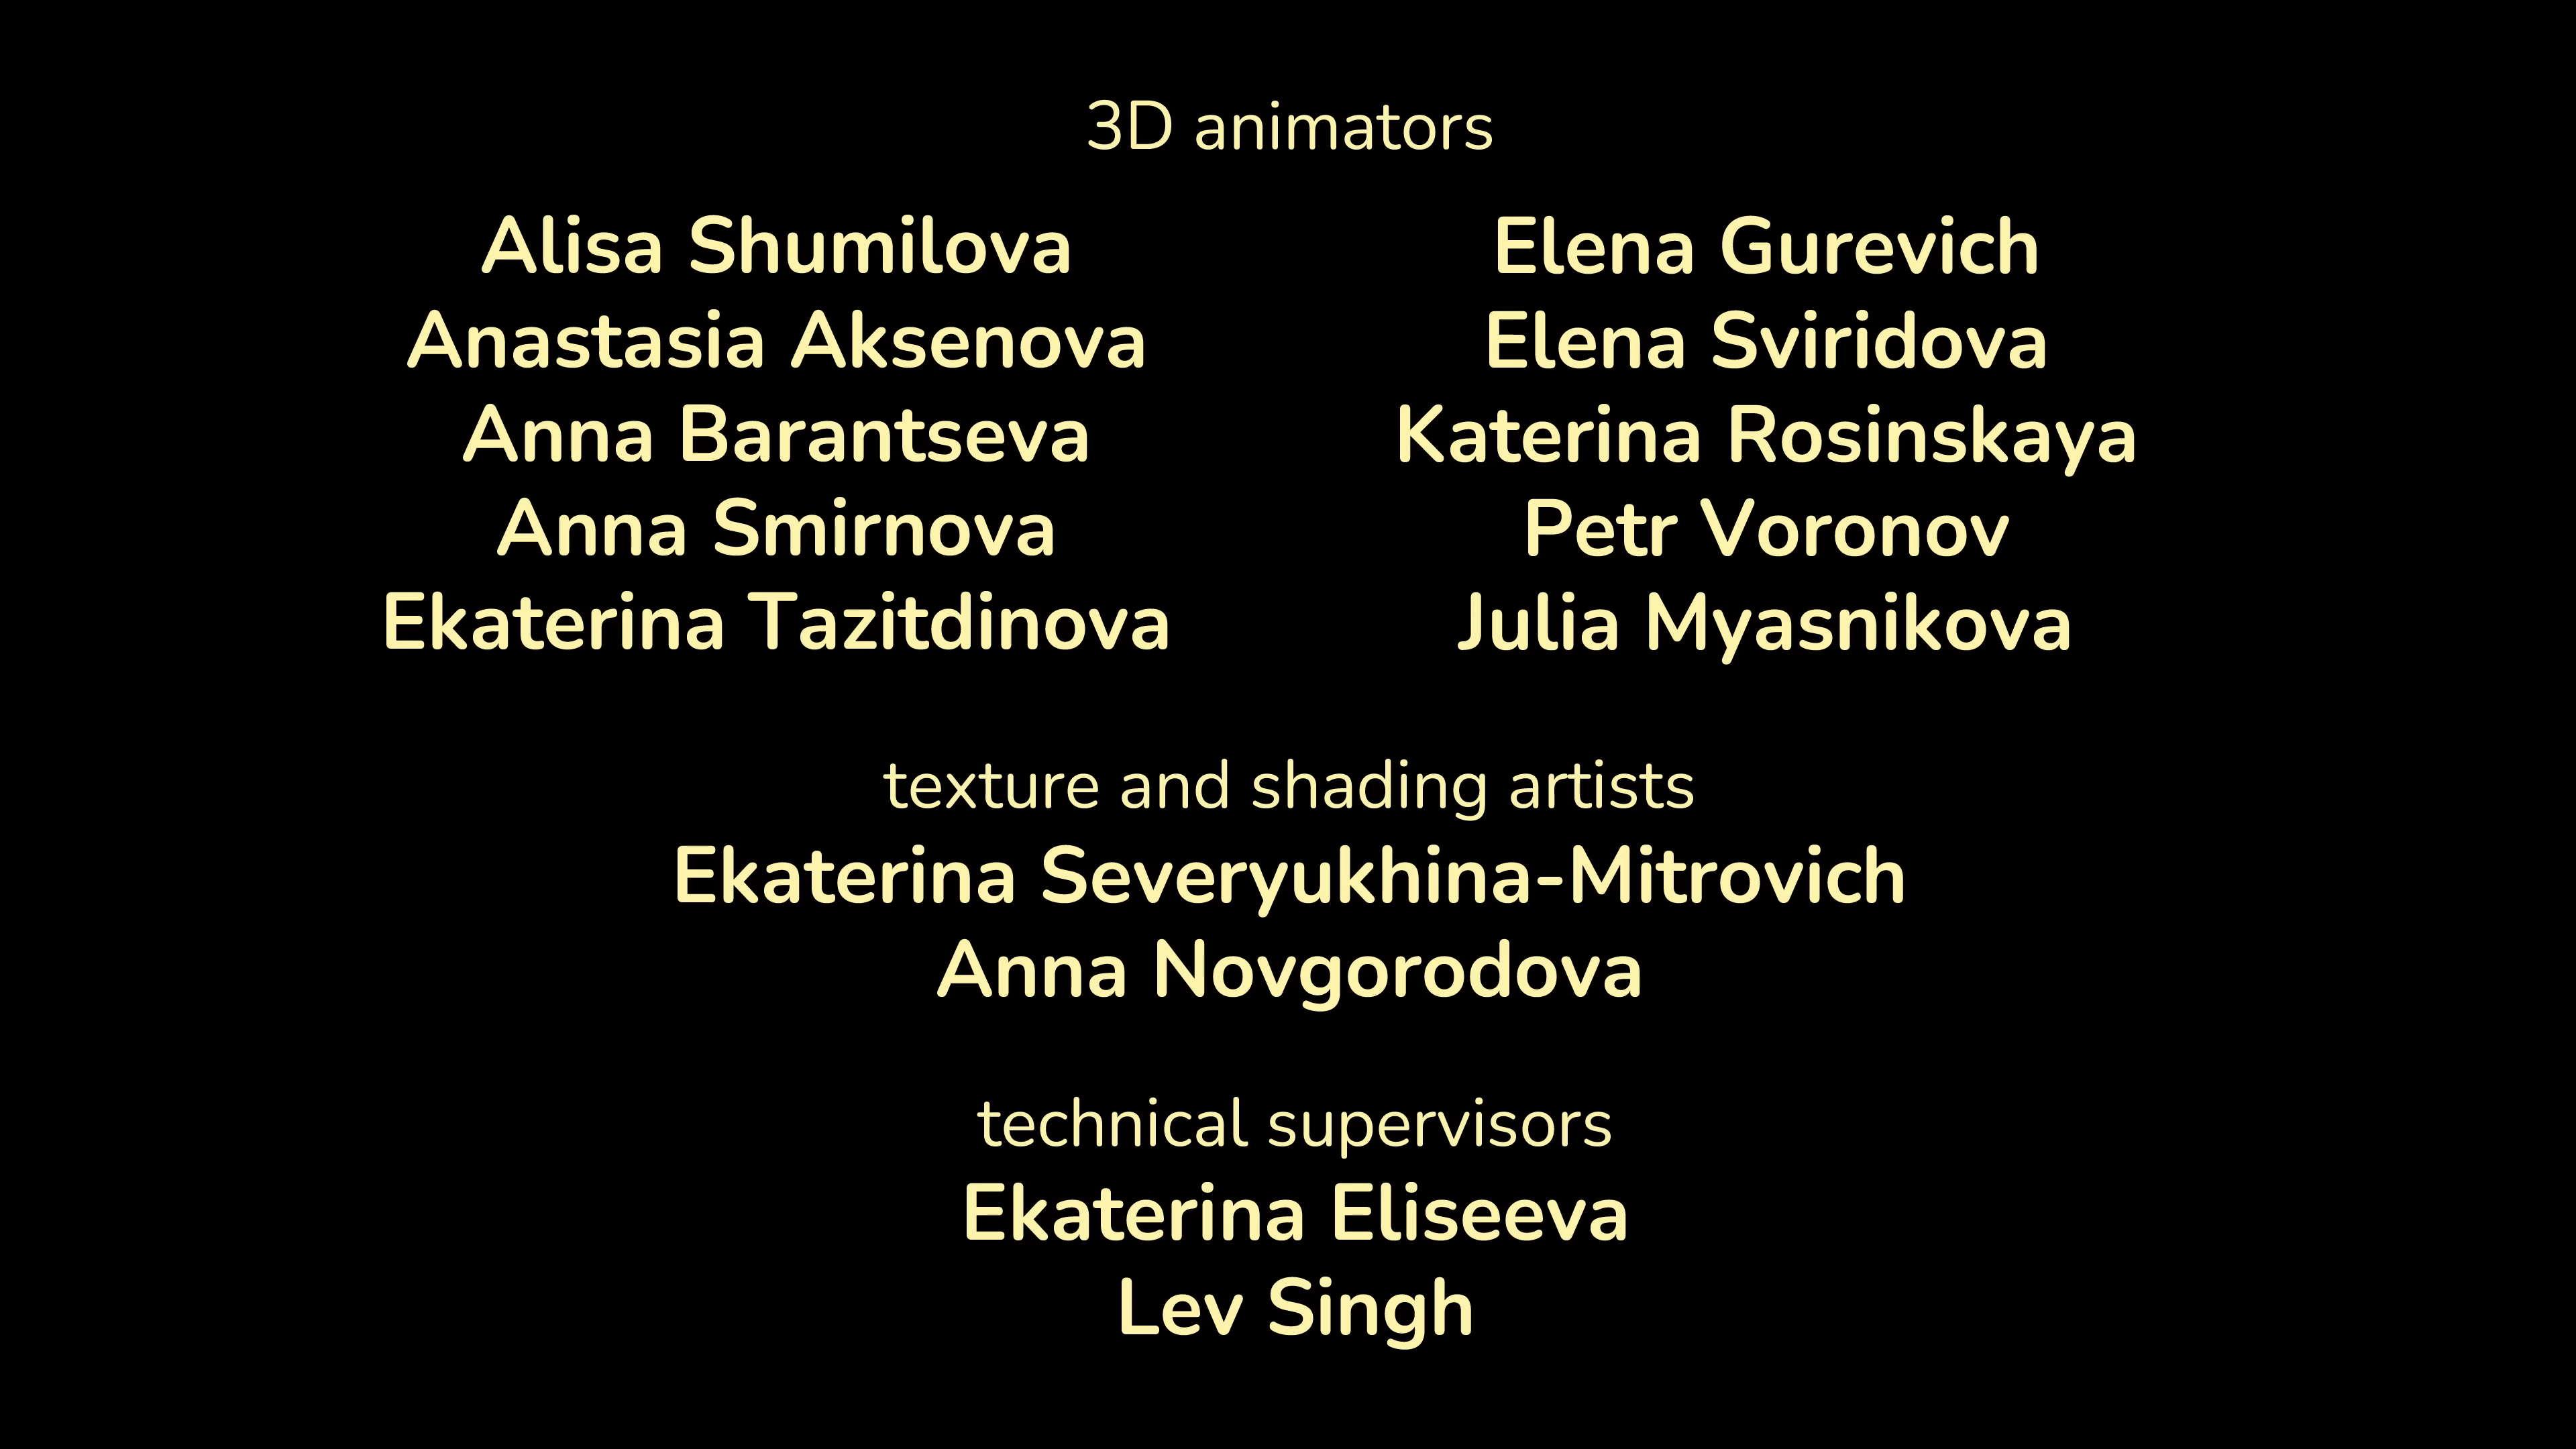 3D animators
Alisa Shumilova
Anastasia Aksenova
Anna Barantseva
Anna Smirnova
Ekaterina Tazitdinova
Elena Gurevich
Elena Sviridova
Katerina Rosinskaya
Petr Voronov
Julia Myasnikova
texture and shading artists
Ekaterina Severyukhina-Mitrovich
Anna Novgorodova
technical supervisors
Ekaterina Eliseeva
Lev Singh